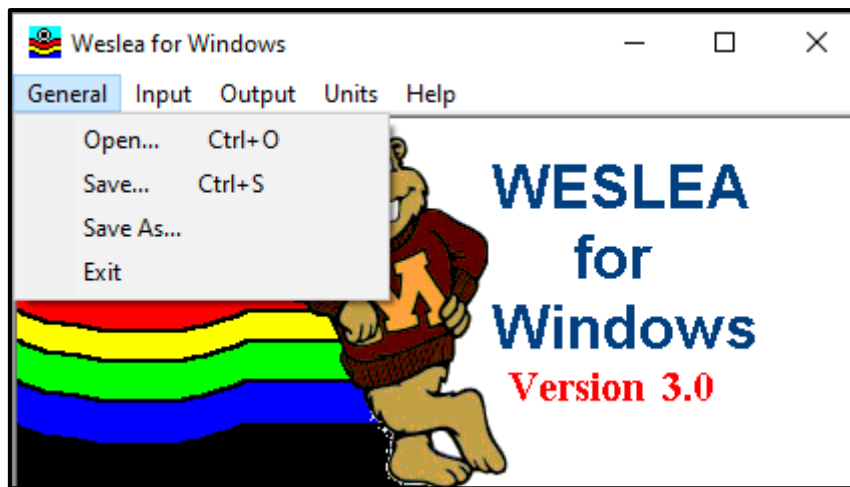 Weslea for Windows
General Input Output Units Help
Open... Ctrl+O
Save... Ctrl+S
Save As...
Exit
WESLEA
for
Windows
Version 3.0
M